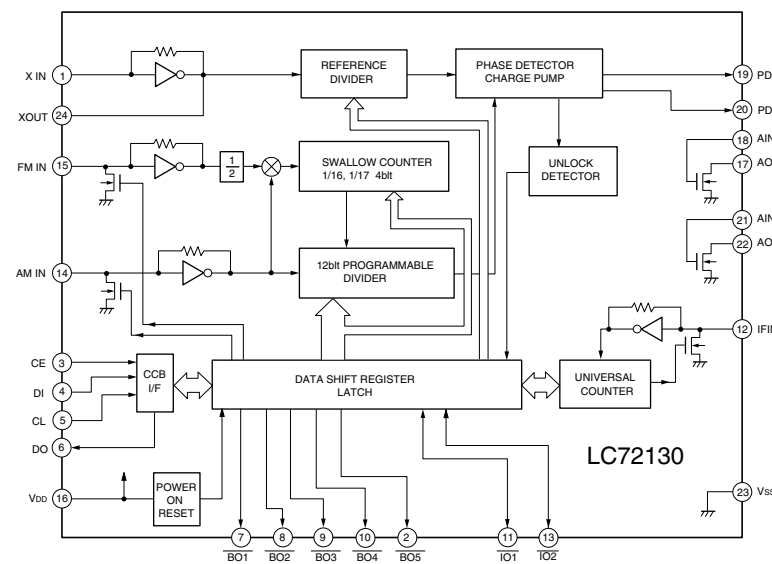 X IN
1
REFERENCE
DIVIDER
PHASE DETECTOR
CHARGE PUMP
19
PD
XOUT
24
20
PD
18
AIN
FM IN
15
1
2
SWALLOW COUNTER
1/16, 1/17 4blt
UNLOCK
DETECTOR
17
AO
21
AIN
22
AO
AM IN
14
12blt PROGRAMMABLE
DIVIDER
12
IFIN
CE
3
DI
4
CL
5
DO
6
CCB
I/F
DATA SHIFT REGISTER
LATCH
UNIVERSAL
COUNTER
LC72130
VDD
16
POWER
ON
RESET
23
VSS
7
8
9
10
2
11
13
BO1
BO2
BO3
BO4
BO5
IO1
IO2